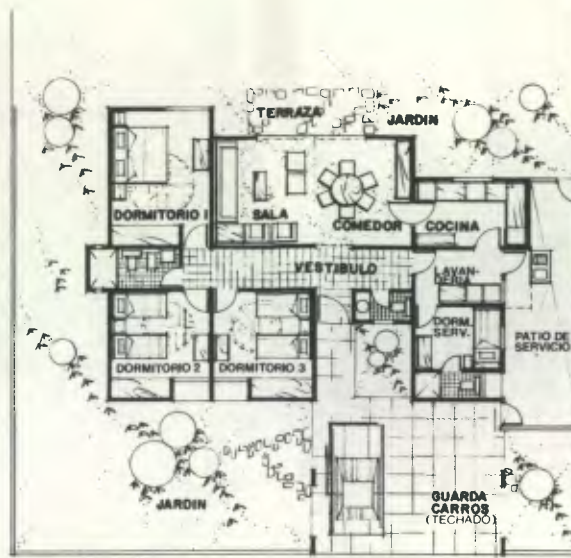 TERRAZA
JARDIN
DORMITORIO 1
SALA
COMEDOR
COCINA
VESTIBULO
LAVAN-
DERIA
DORM.
SERV.
PATIO DE
SERVICIO
DORMITORIO 2
DORMITORIO 3
JARDIN
GUARDA
CARROS
(TECHADO)